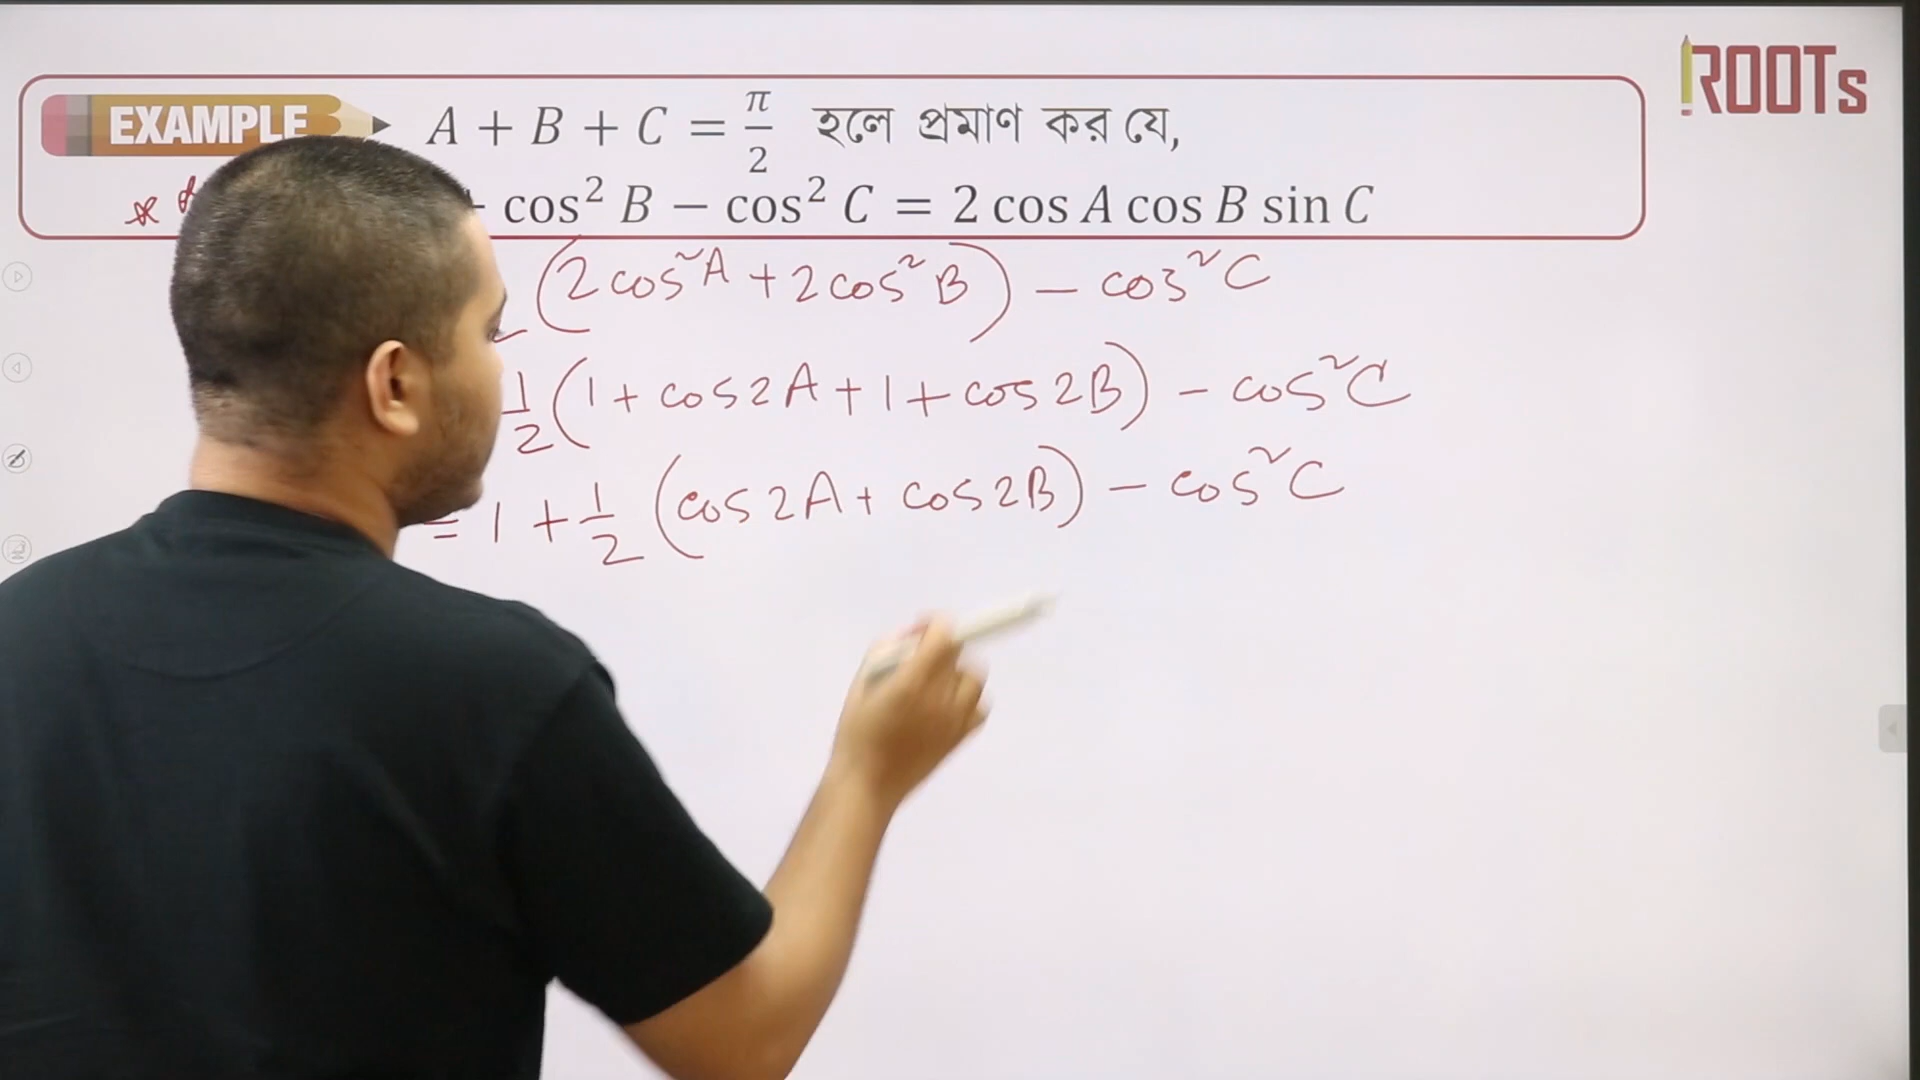 ROOTs
EXAMPLE A + B + C = π/2 হলে প্রমাণ কর যে,
cos² B − cos² C = 2 cos A cos B sin C
(2cos²A + 2cos²B) − cos²C
1/2 (1 + cos2A + 1 + cos2B) − cos²C
= 1 + 1/2 (cos2A + cos2B) − cos²C